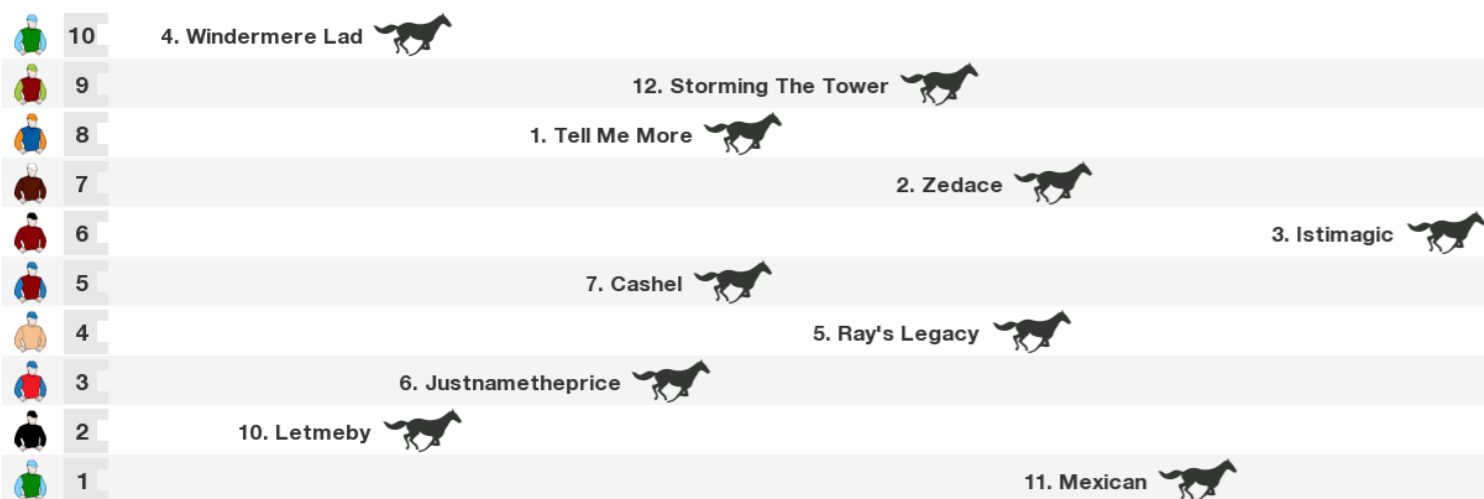 10 4. Windermere Lad
9 12. Storming The Tower
8 1. Tell Me More
7 2. Zedace
6 3. Istimagic
5 7. Cashel
4 5. Ray's Legacy
3 6. Justnametheprice
2 10. Letmeby
1 11. Mexican